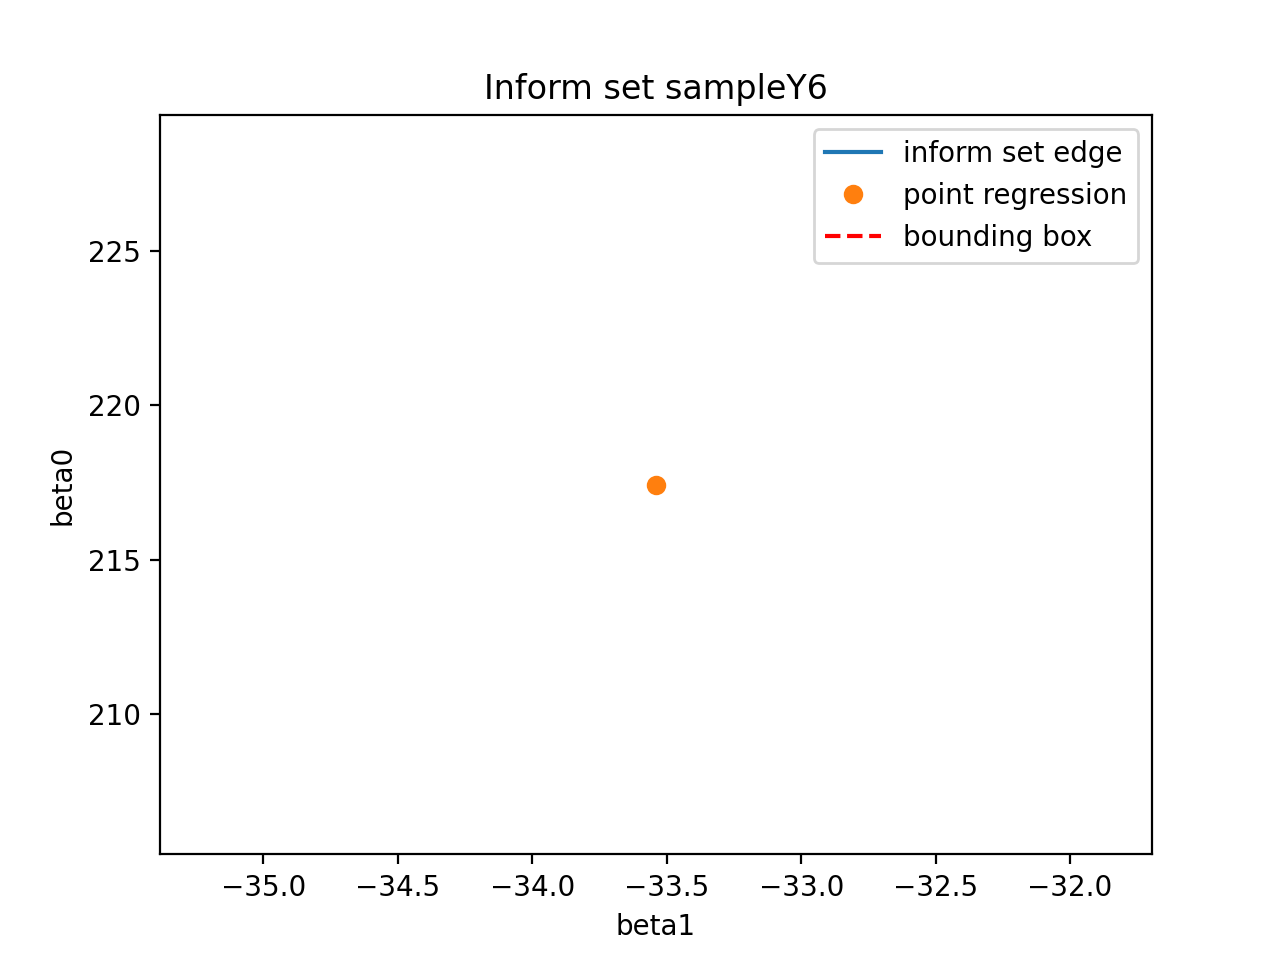 Inform set sampleY6
inform set edge
point regression
bounding box
225
220
215
210
beta0
−35.0 −34.5 −34.0 −33.5 −33.0 −32.5 −32.0
beta1